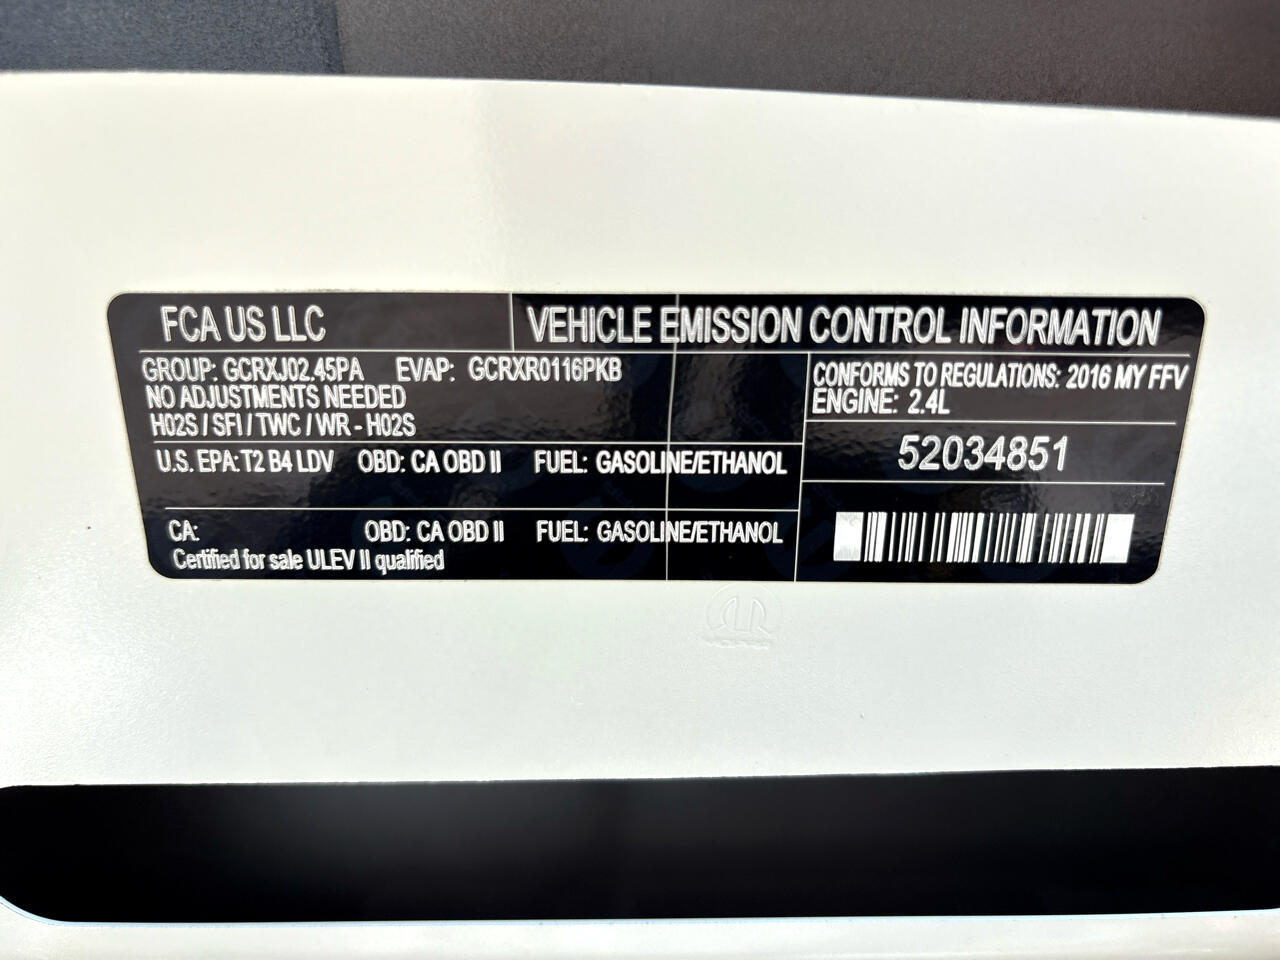 FCA US LLC
VEHICLE EMISSION CONTROL INFORMATION
GROUP: GCRXJ02.45PA EVAP: GCRXR0116PKB
NO ADJUSTMENTS NEEDED
H02S / SFI / TWC / WR - H02S
CONFORMS TO REGULATIONS: 2016 MY FFV
ENGINE: 2.4L
52034851
U.S. EPA: T2 B4 LDV OBD: CA OBD II FUEL: GASOLINE/ETHANOL
CA: OBD: CA OBD II FUEL: GASOLINE/ETHANOL
Certified for sale ULEV II qualified